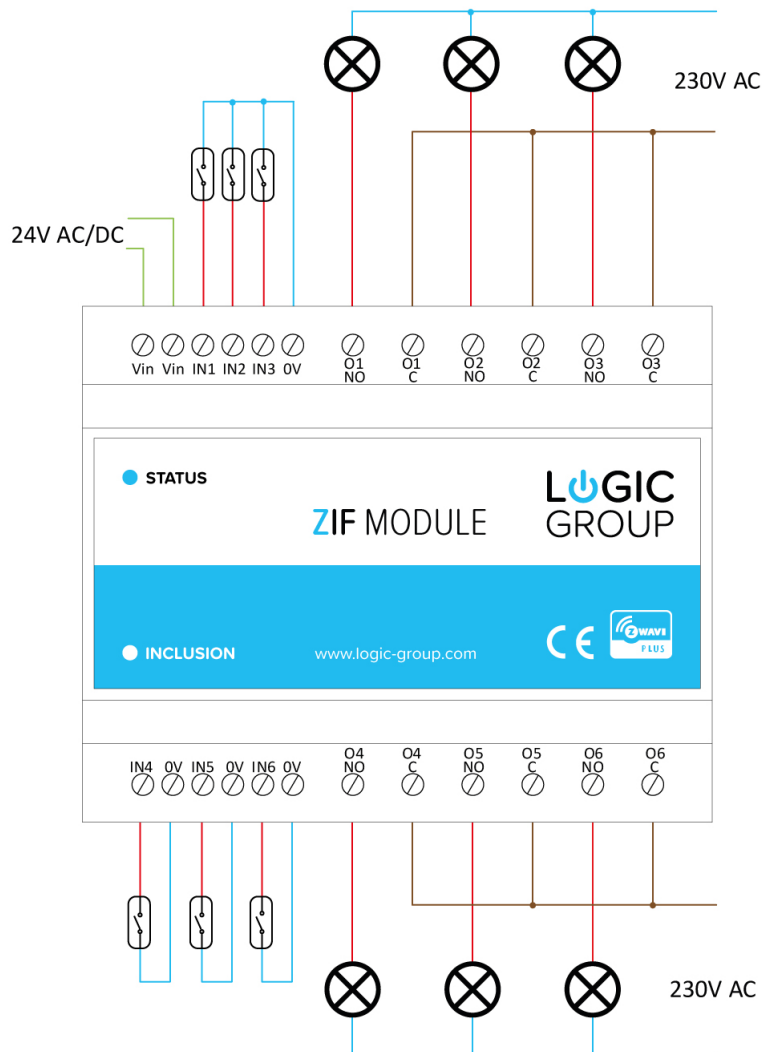 230V AC
24V AC/DC
Vin Vin IN1 IN2 IN3 0V
O1 O1 O2 O2 O3 O3
NO C NO C NO C
STATUS
LOGIC
GROUP
ZIF MODULE
INCLUSION
www.logic-group.com
CE
Z WAVE
PLUS
IN4 0V IN5 0V IN6 0V
O4 O4 O5 O5 O6 O6
NO C NO C NO C
230V AC